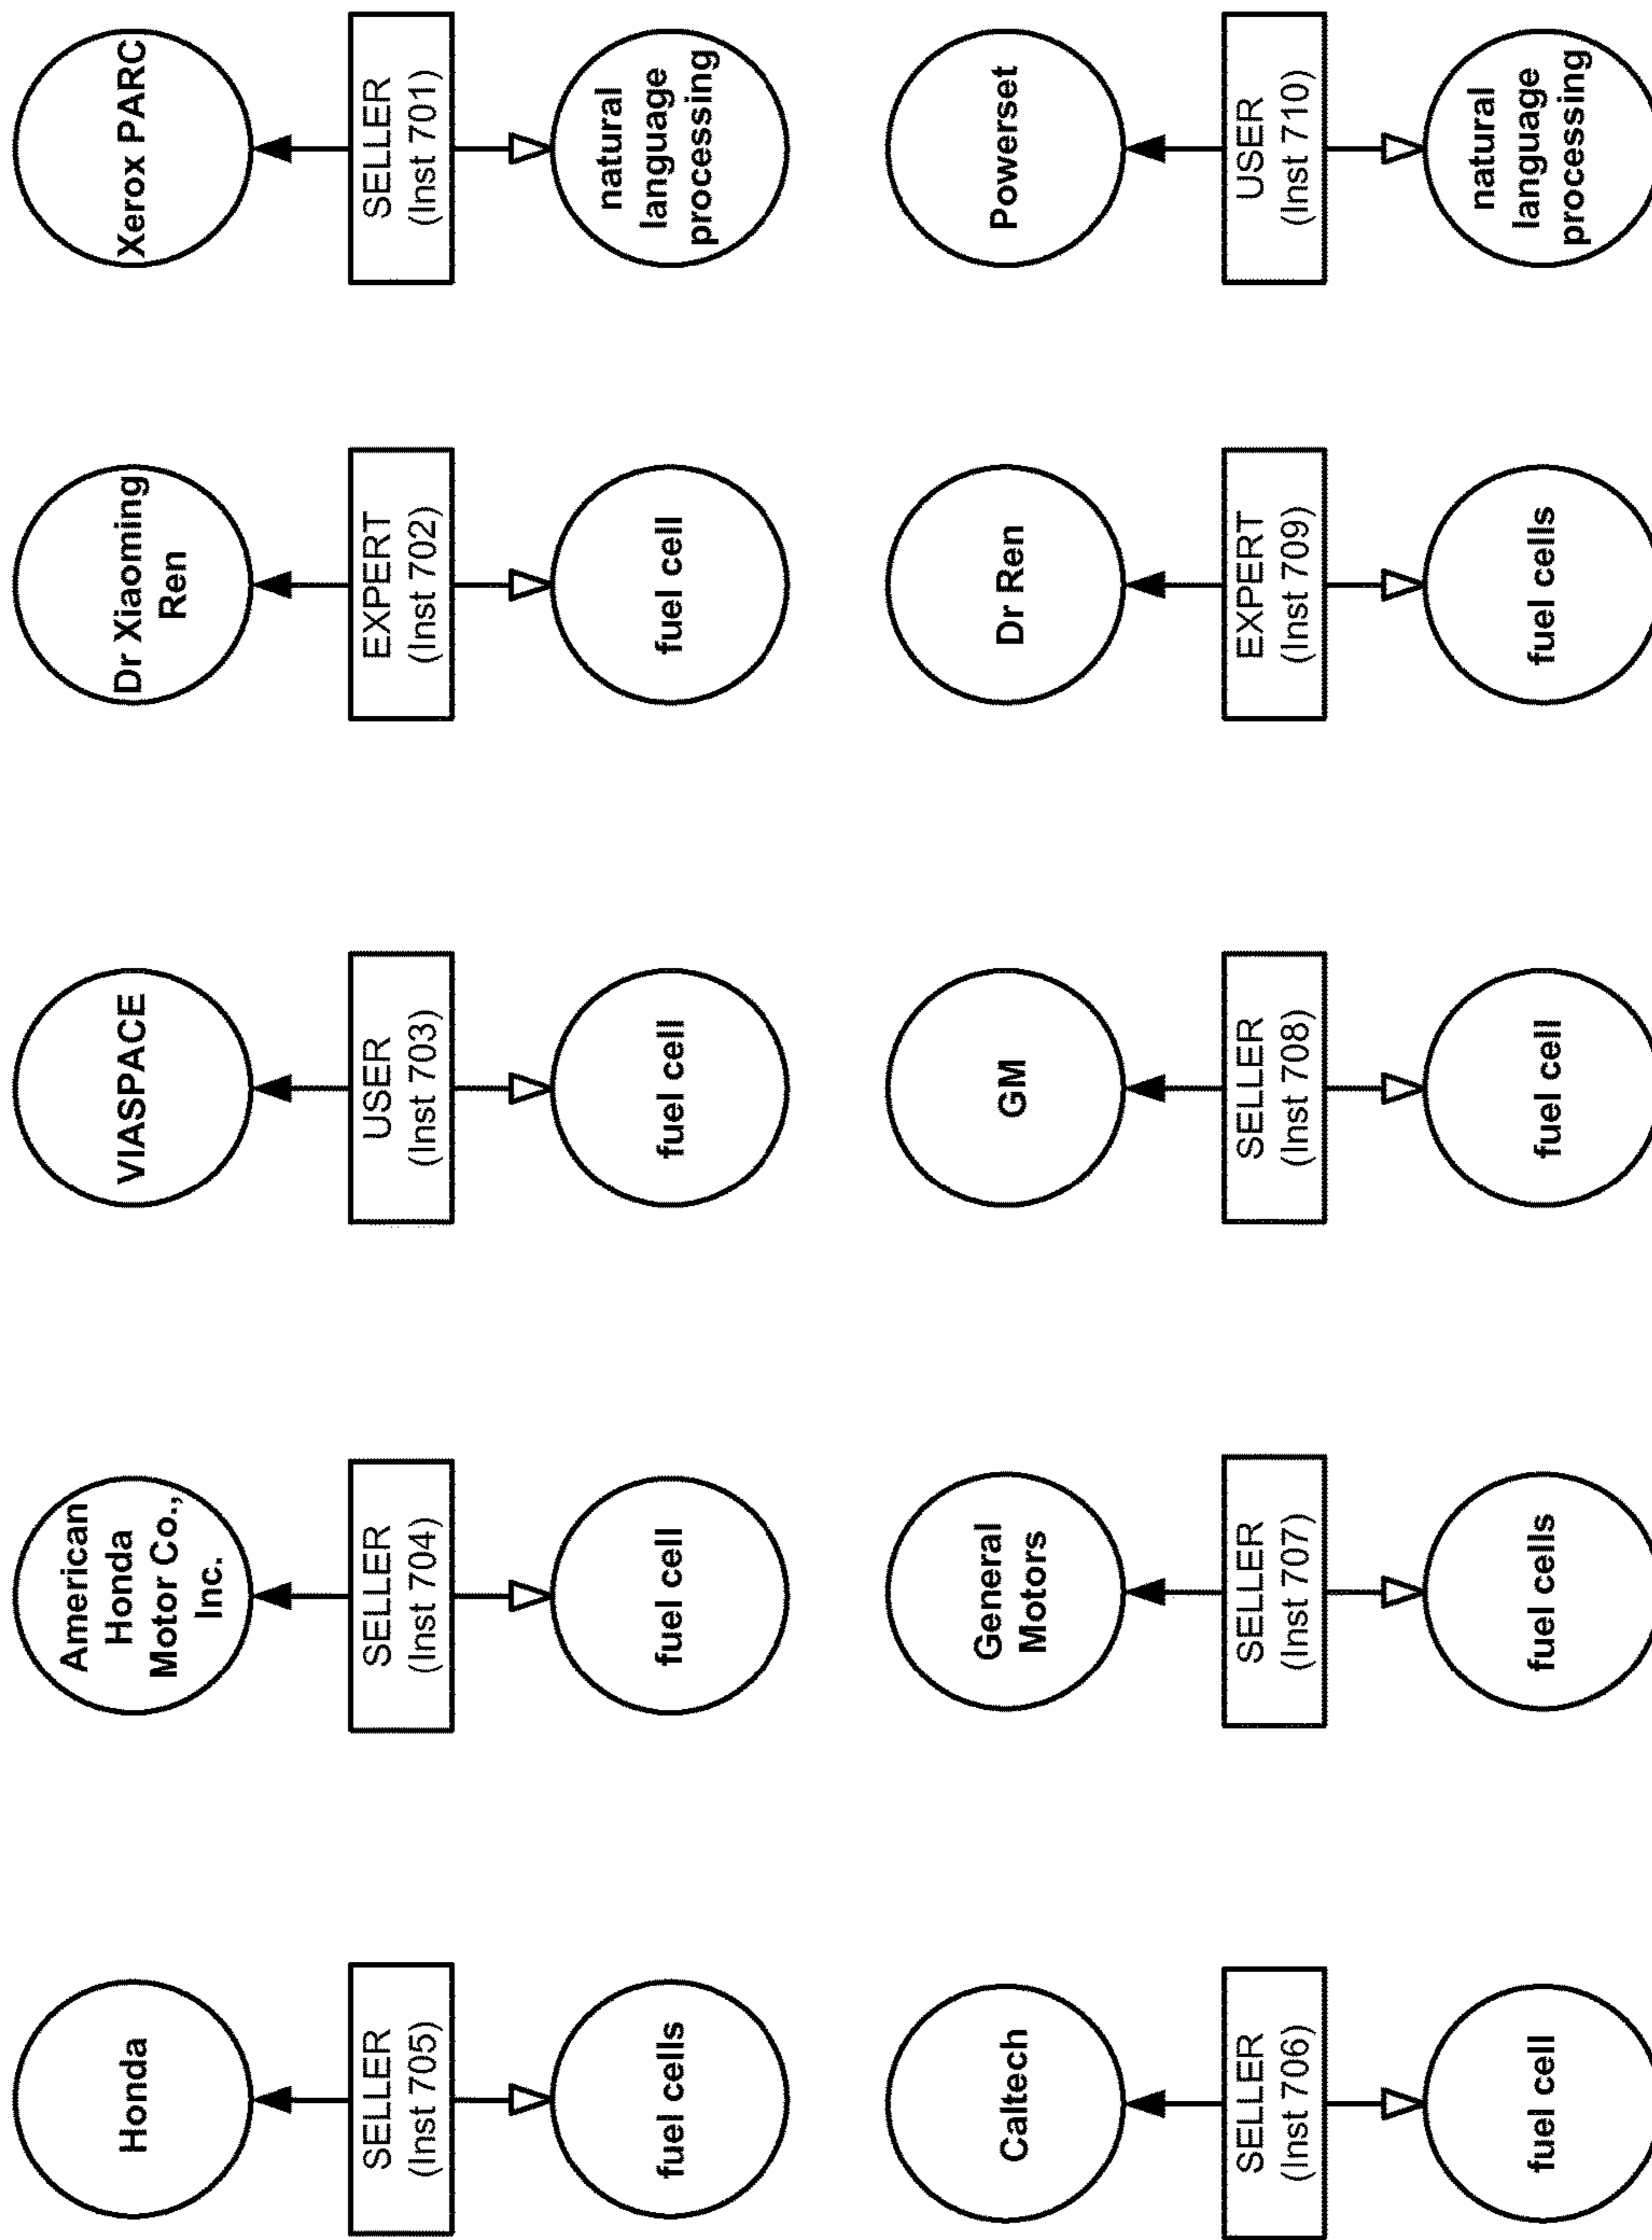 Honda
SELLER
(Inst 705)
fuel cells
American
Honda
Motor Co.,
Inc.
SELLER
(Inst 704)
fuel cell
VIASPACE
USER
(Inst 703)
fuel cell
Dr Xiaoming
Ren
EXPERT
(Inst 702)
fuel cell
Xerox PARC
SELLER
(Inst 701)
natural
language
processing
Caltech
SELLER
(Inst 706)
fuel cell
General
Motors
SELLER
(Inst 707)
fuel cells
GM
SELLER
(Inst 708)
fuel cell
Dr Ren
EXPERT
(Inst 709)
fuel cells
Powerset
USER
(Inst 710)
natural
language
processing